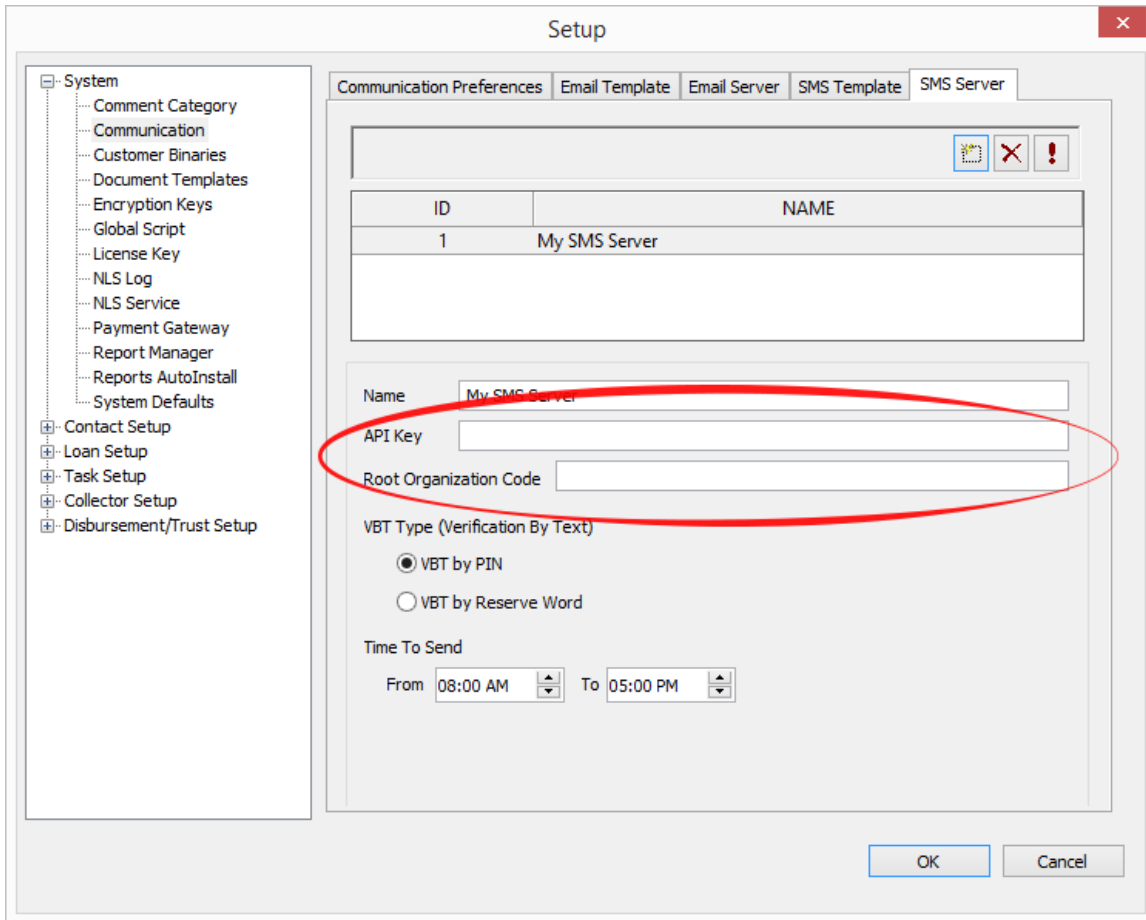 Setup
System
Comment Category
Communication
Customer Binaries
Document Templates
Encryption Keys
Global Script
License Key
NLS Log
NLS Service
Payment Gateway
Report Manager
Reports AutoInstall
System Defaults
Contact Setup
Loan Setup
Task Setup
Collector Setup
Disbursement/Trust Setup
Communication Preferences Email Template Email Server SMS Template SMS Server
ID NAME
1 My SMS Server
Name My SMS Server
API Key
Root Organization Code
VBT Type (Verification By Text)
VBT by PIN
VBT by Reserve Word
Time To Send
From 08:00 AM To 05:00 PM
OK Cancel